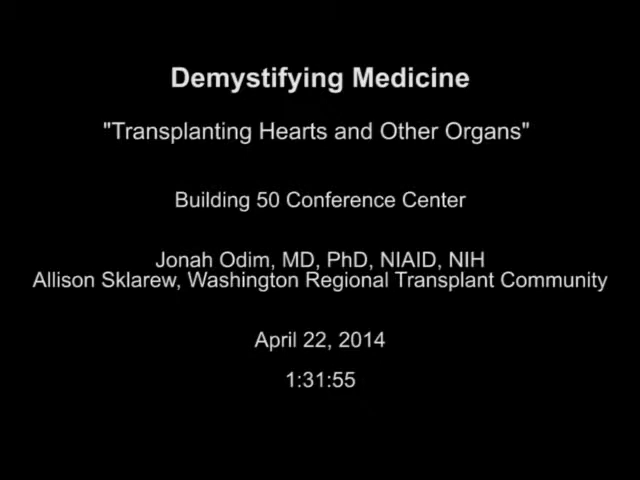 Demystifying Medicine
"Transplanting Hearts and Other Organs"
Building 50 Conference Center
Jonah Odim, MD, PhD, NIAID, NIH
Allison Sklarew, Washington Regional Transplant Community
April 22, 2014
1:31:55